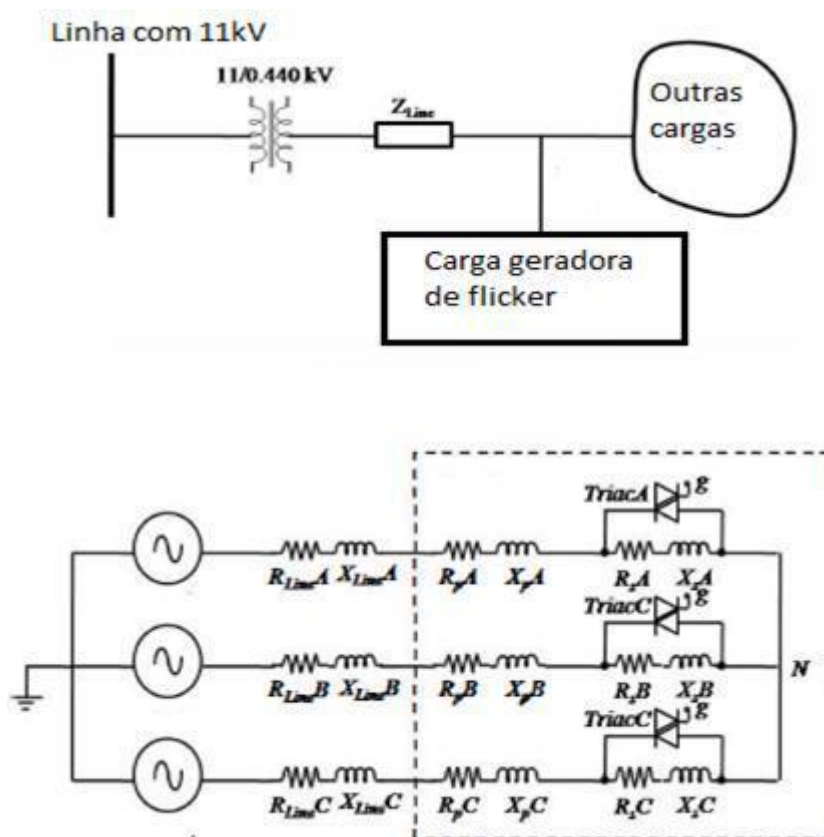 Linha com 11kV
11/0.440 kV
Z_Line
Outras
cargas
Carga geradora
de flicker
TriacA g
R_LineA X_LineA R_pA X_pA R_sA X_sA
TriacC g
R_LineB X_LineB R_pB X_pB R_sB X_sB N
TriacC g
R_LineC X_LineC R_pC X_pC R_sC X_sC